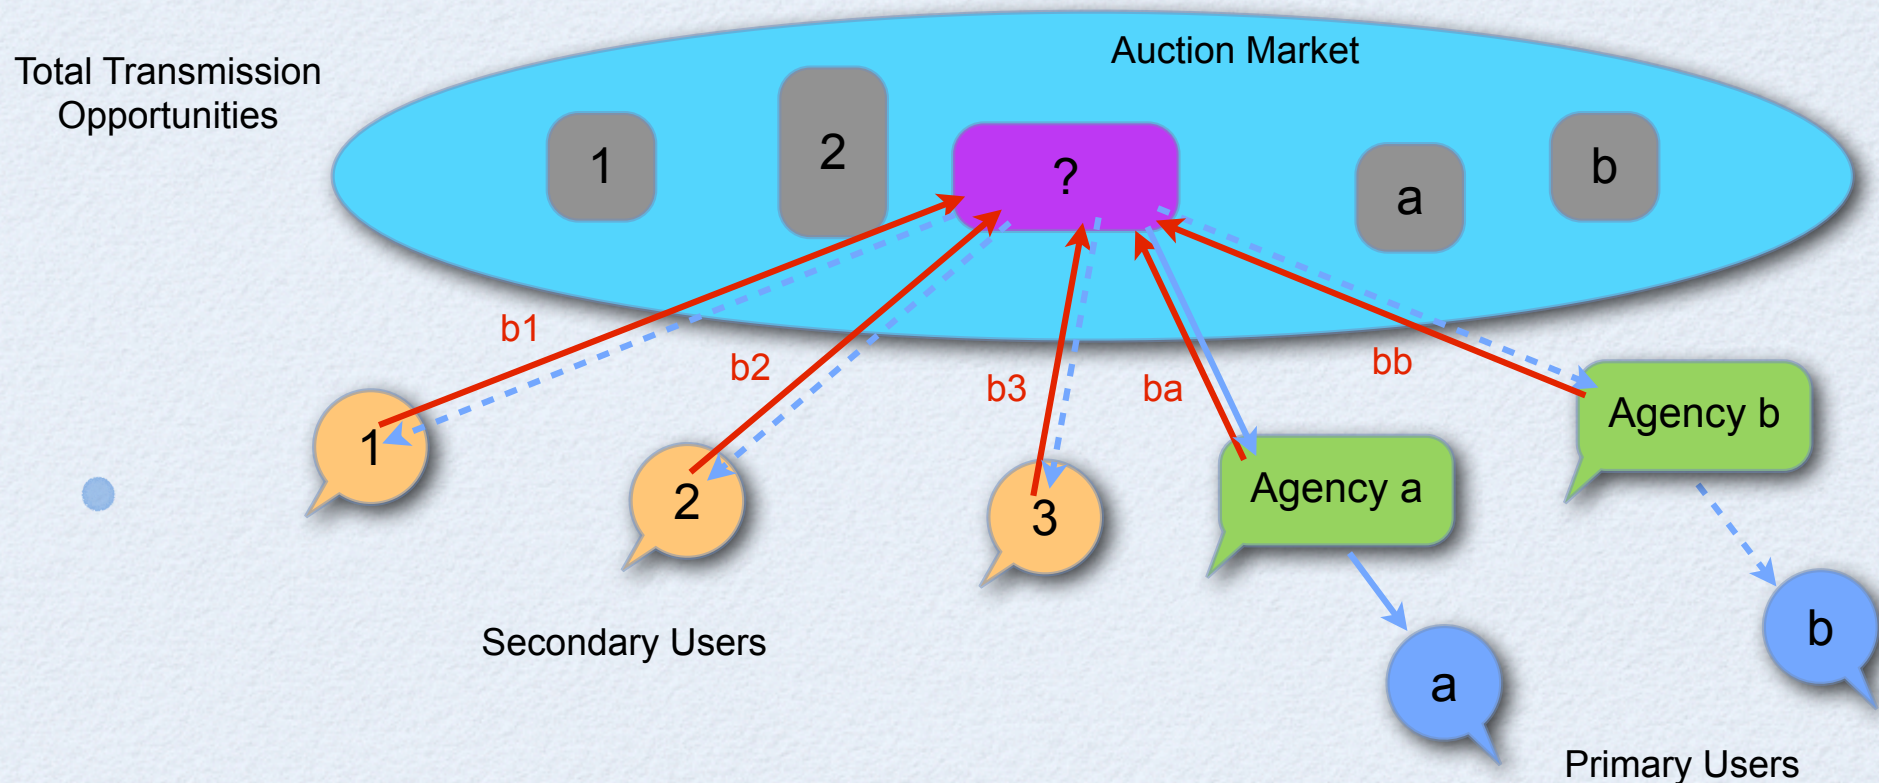 Auction Market
Total Transmission
Opportunities
1
2
?
a
b
b1
b2
b3
ba
bb
1
2
3
Agency a
Agency b
Secondary Users
a
b
Primary Users